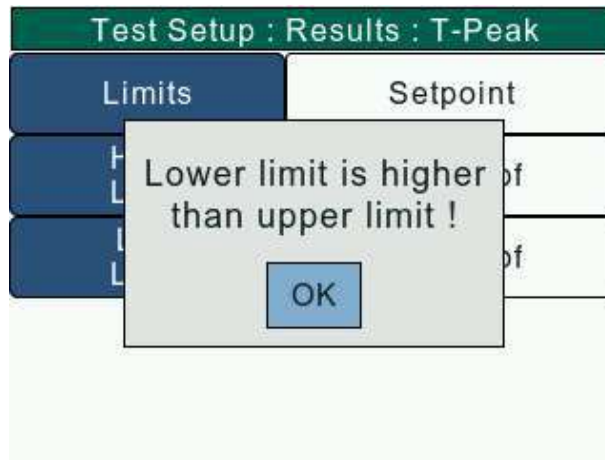 Test Setup : Results : T-Peak
Limits Setpoint
Lower limit is higher
than upper limit !
OK